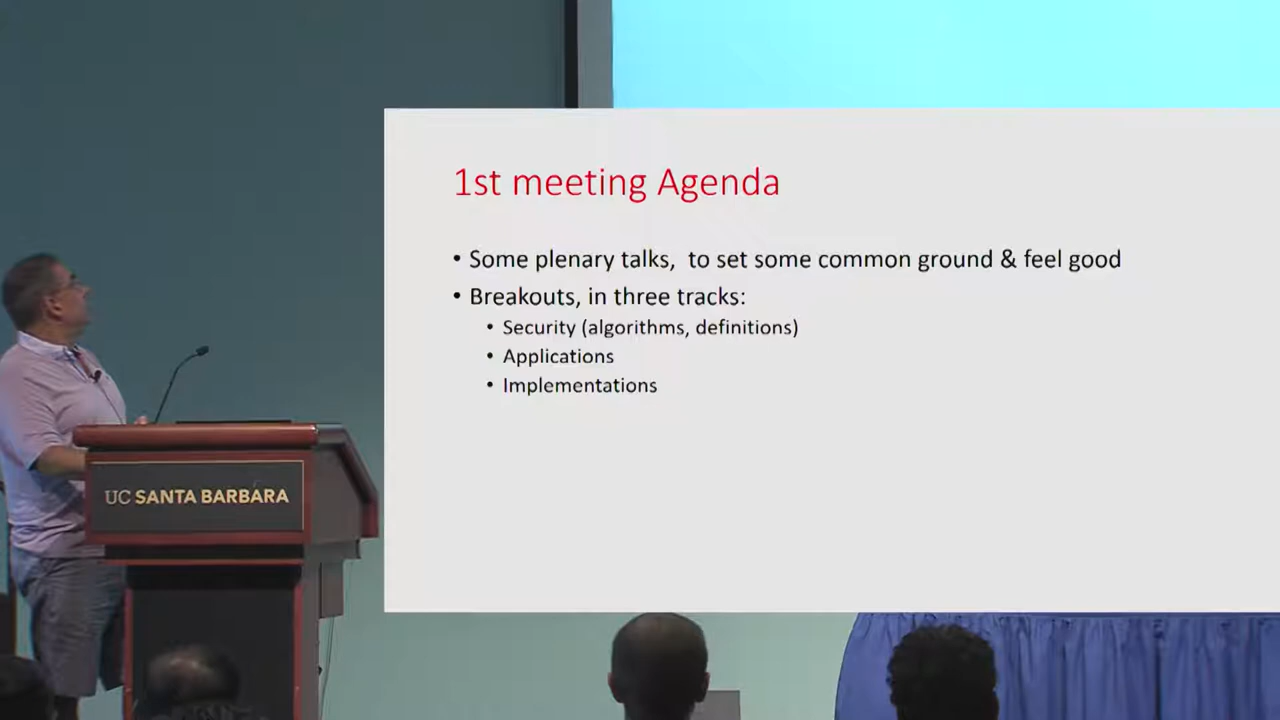 1st meeting Agenda
• Some plenary talks,  to set some common ground & feel good
• Breakouts, in three tracks:
• Security (algorithms, definitions)
• Applications
• Implementations
UC SANTA BARBARA